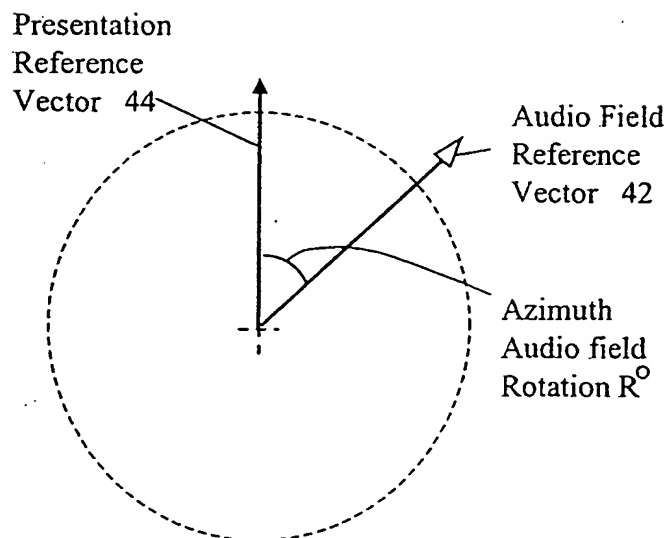 Presentation
Reference
Vector 44
Audio Field
Reference
Vector 42
Azimuth
Audio field
Rotation R°